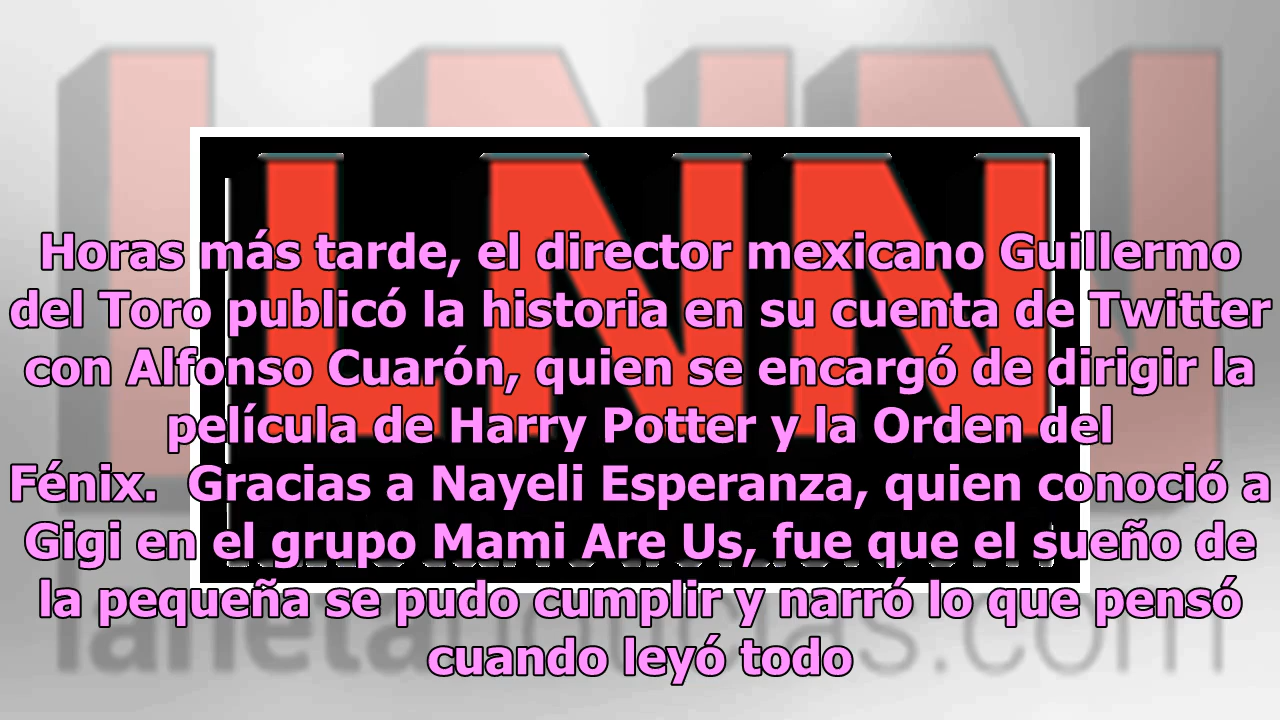 LNN
Horas más tarde, el director mexicano Guillermo
del Toro publicó la historia en su cuenta de Twitter
con Alfonso Cuarón, quien se encargó de dirigir la
película de Harry Potter y la Orden del
Fénix.  Gracias a Nayeli Esperanza, quien conoció a
Gigi en el grupo Mami Are Us, fue que el sueño de
la pequeña se pudo cumplir y narró lo que pensó
cuando leyó todo
lanetanoticias.com